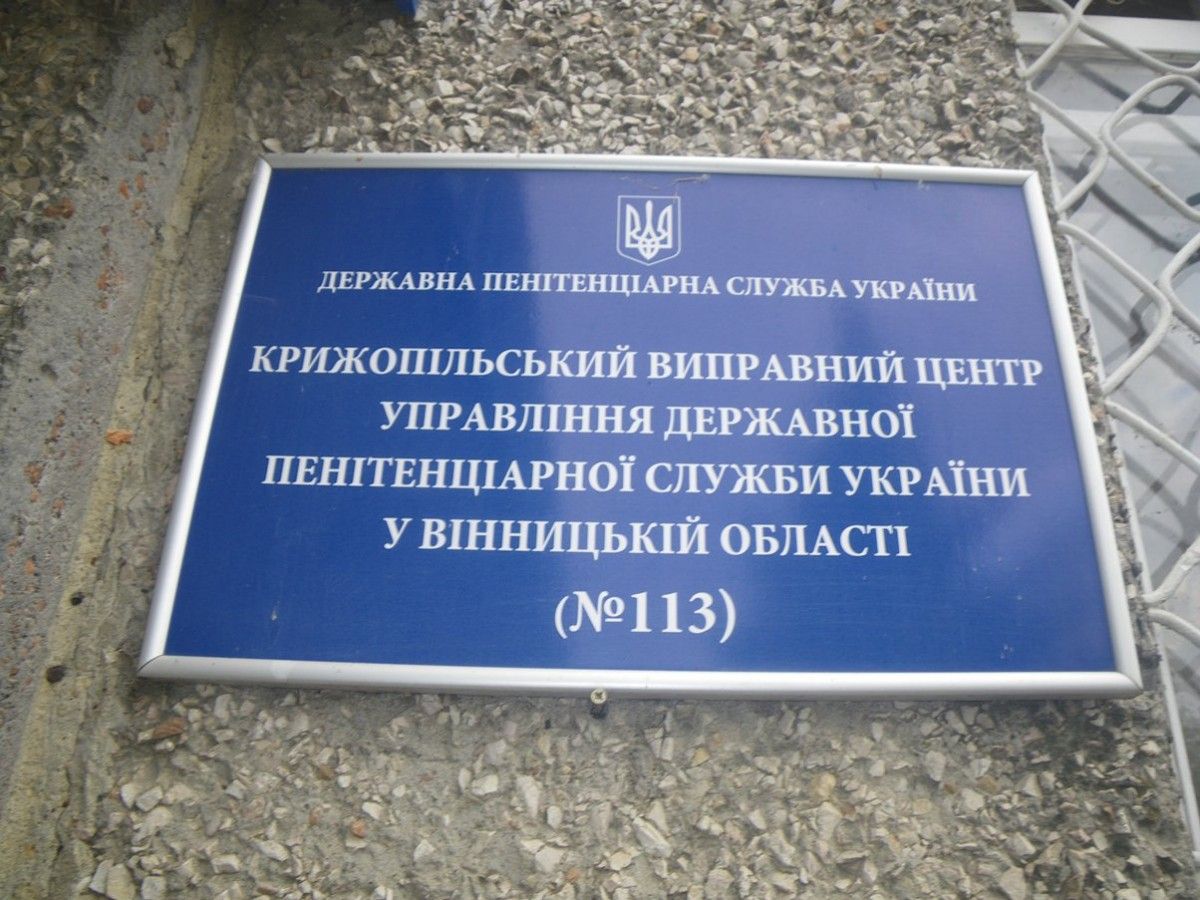 ДЕРЖАВНА ПЕНІТЕНЦІАРНА СЛУЖБА УКРАЇНИ
КРИЖОПІЛЬСЬКИЙ ВИПРАВНИЙ ЦЕНТР
УПРАВЛІННЯ ДЕРЖАВНОЇ
ПЕНІТЕНЦІАРНОЇ СЛУЖБИ УКРАЇНИ
У ВІННИЦЬКІЙ ОБЛАСТІ
(№113)